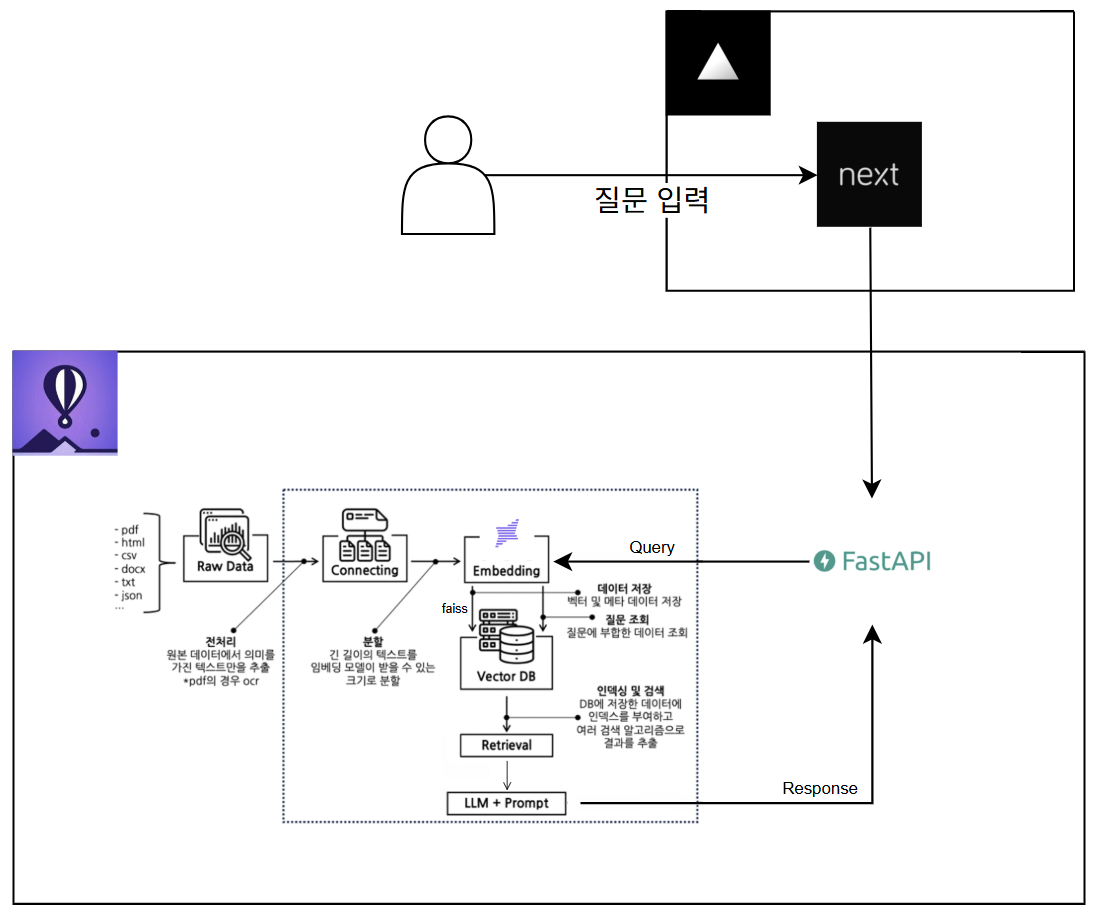 next
질문 입력
- pdf
- html
- csv
- docx
- txt
- json
...
Raw Data
Connecting
Embedding
Query
FastAPI
faiss
데이터 저장
벡터 및 메타 데이터 저장
질문 조회
질문에 부합한 데이터 조회
전처리
원본 데이터에서 의미를
가진 텍스트만을 추출
*pdf의 경우 ocr
분할
긴 길이의 텍스트를
임베딩 모델이 받을 수 있는
크기로 분할
Vector DB
인덱싱 및 검색
DB에 저장한 데이터에
인덱스를 부여하고
여러 검색 알고리즘으로
결과를 추출
Retrieval
LLM + Prompt
Response